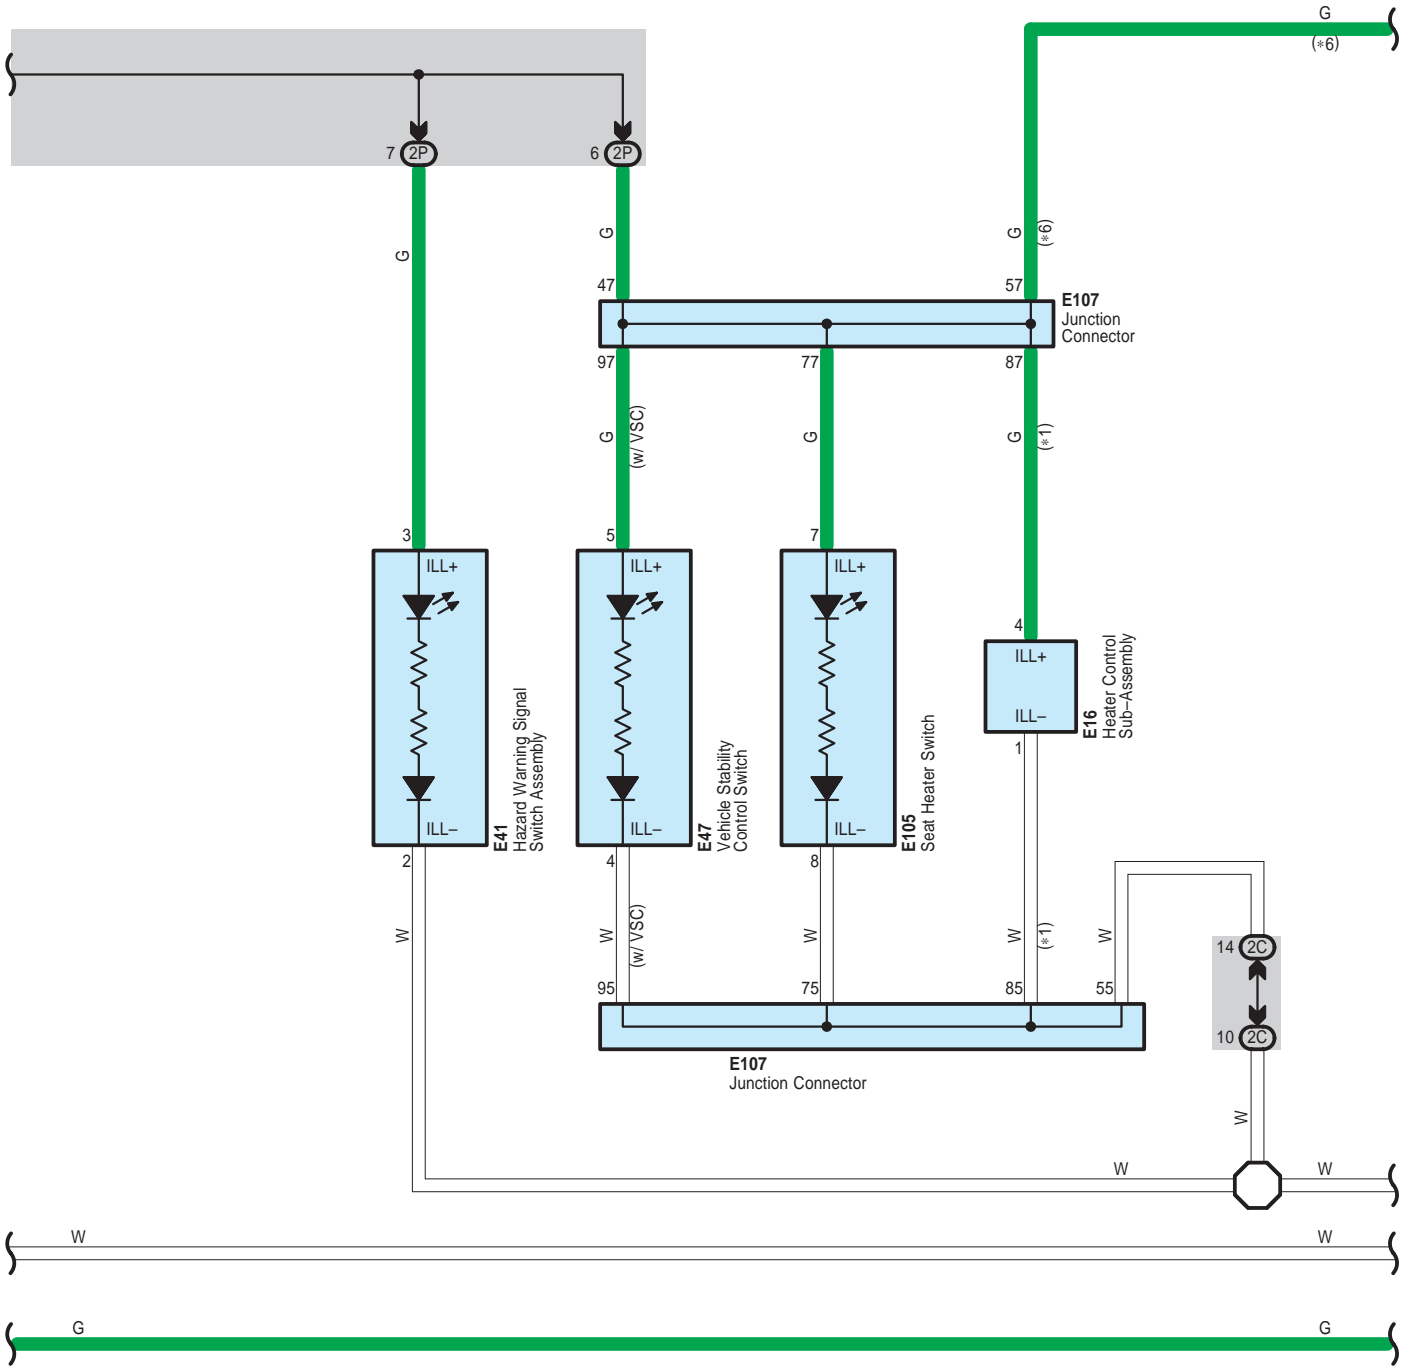 G
(*6)
7 2P
6 2P
G
G
G
(*6)
47
57
E107
Junction
Connector
97
77
87
G
(w/ VSC)
G
G
(*1)
3
5
7
4
ILL+
ILL+
ILL+
ILL+
ILL–
E16
Heater Control
Sub–Assembly
1
ILL–
E41
Hazard Warning Signal
Switch Assembly
ILL–
E47
Vehicle Stability
Control Switch
ILL–
E105
Seat Heater Switch
2
4
8
W
W
(w/ VSC)
W
W
(*1)
W
14 2C
95
75
85
55
10 2C
E107
Junction Connector
W
W
W
W
W
G
G